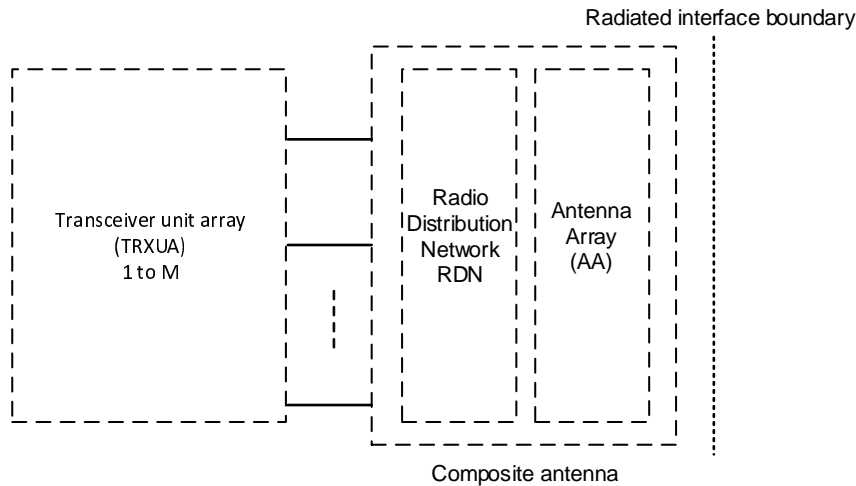 Radiated interface boundary
Transceiver unit array
(TRXUA)
1 to M
Radio
Distribution
Network
RDN
Antenna
Array
(AA)
Composite antenna